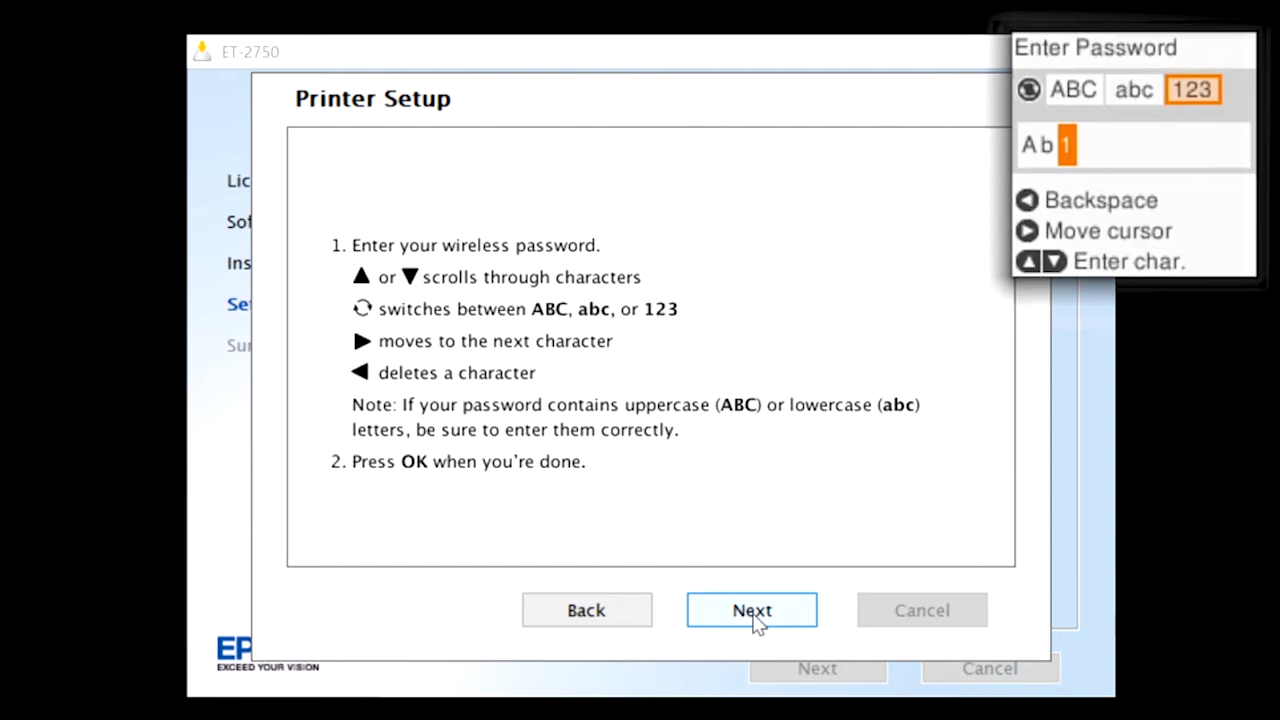 ET-2750
Printer Setup
Lic
Sof
Ins
Set
Sur
1. Enter your wireless password.
▲ or ▼ scrolls through characters
switches between ABC, abc, or 123
▶ moves to the next character
◀ deletes a character
Note: If your password contains uppercase (ABC) or lowercase (abc)
letters, be sure to enter them correctly.
2. Press OK when you're done.
Back
Next
Cancel
EP
EXCEED YOUR VISION
Next
Cancel
Enter Password
ABC abc 123
Ab1
◀ Backspace
▶ Move cursor
▲▼ Enter char.